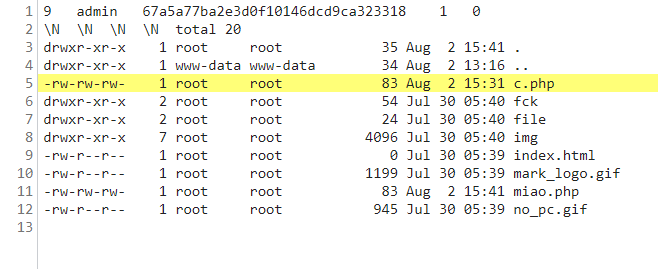 1 9 admin 67a5a77ba2e3d0f10146dcd9ca323318 1 0
2 \N \N \N \N total 20
3 drwxr-xr-x 1 root root 35 Aug 2 15:41 .
4 drwxr-xr-x 1 www-data www-data 34 Aug 2 13:16 ..
5 -rw-rw-rw- 1 root root 83 Aug 2 15:31 c.php
6 drwxr-xr-x 2 root root 54 Jul 30 05:40 fck
7 drwxr-xr-x 2 root root 24 Jul 30 05:40 file
8 drwxr-xr-x 7 root root 4096 Jul 30 05:40 img
9 -rw-r--r-- 1 root root 0 Jul 30 05:39 index.html
10 -rw-r--r-- 1 root root 1199 Jul 30 05:39 mark_logo.gif
11 -rw-rw-rw- 1 root root 83 Aug 2 15:41 miao.php
12 -rw-r--r-- 1 root root 945 Jul 30 05:39 no_pc.gif
13